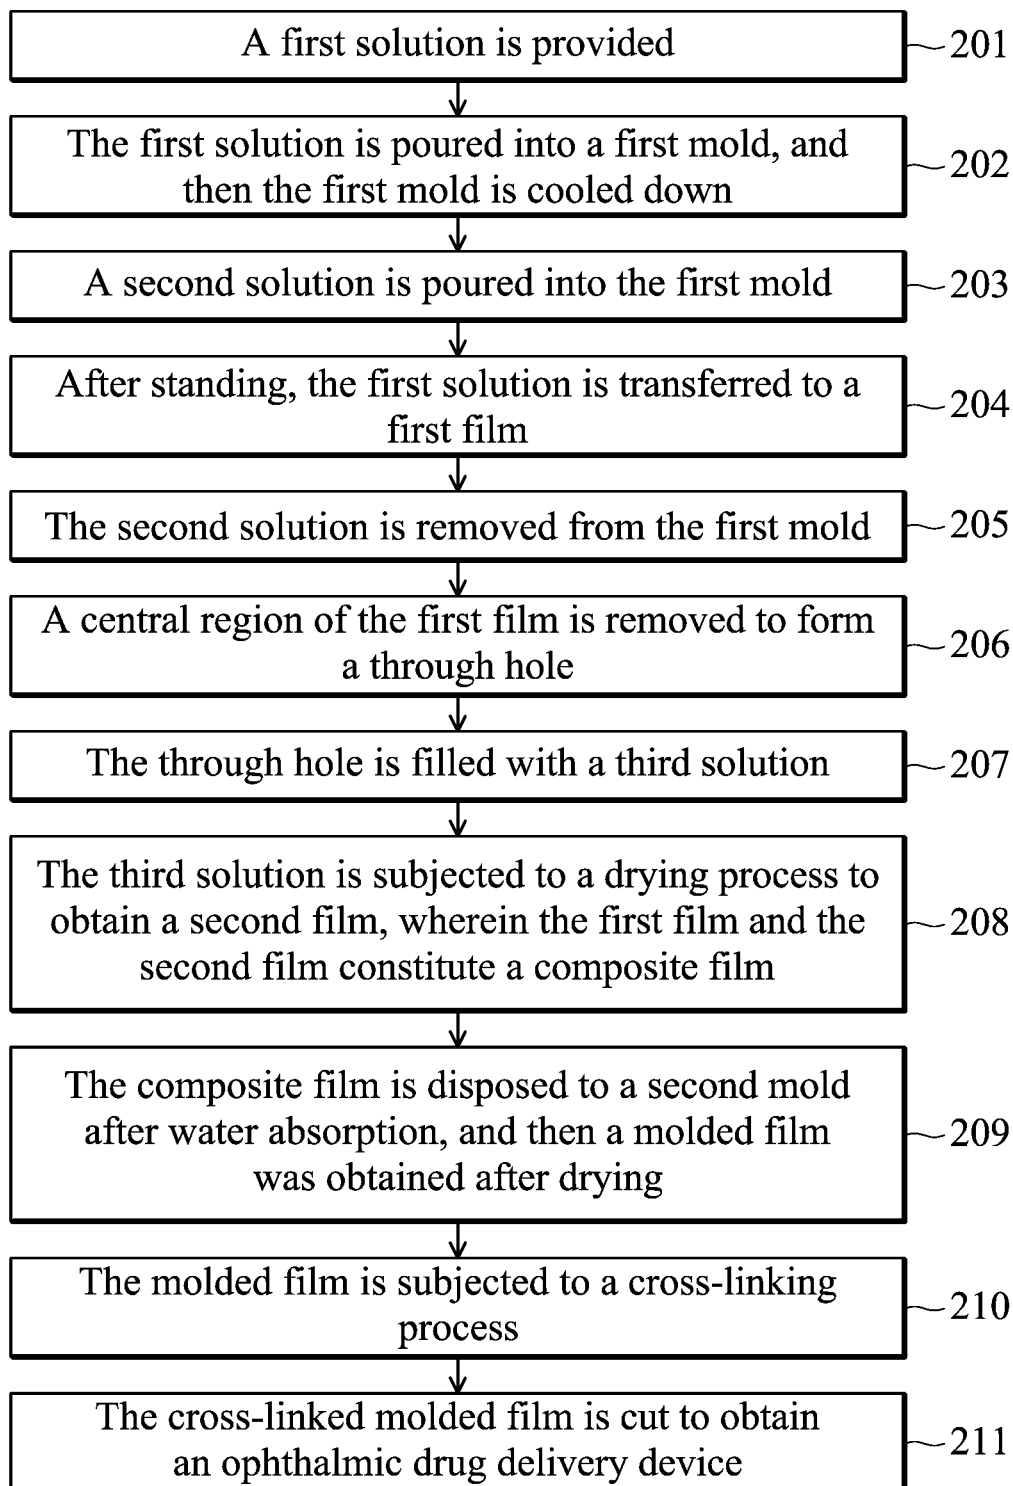 A first solution is provided
201
The first solution is poured into a first mold, and
then the first mold is cooled down
202
A second solution is poured into the first mold
203
After standing, the first solution is transferred to a
first film
204
The second solution is removed from the first mold
205
A central region of the first film is removed to form
a through hole
206
The through hole is filled with a third solution
207
The third solution is subjected to a drying process to
obtain a second film, wherein the first film and the
second film constitute a composite film
208
The composite film is disposed to a second mold
after water absorption, and then a molded film
was obtained after drying
209
The molded film is subjected to a cross-linking
process
210
The cross-linked molded film is cut to obtain
an ophthalmic drug delivery device
211